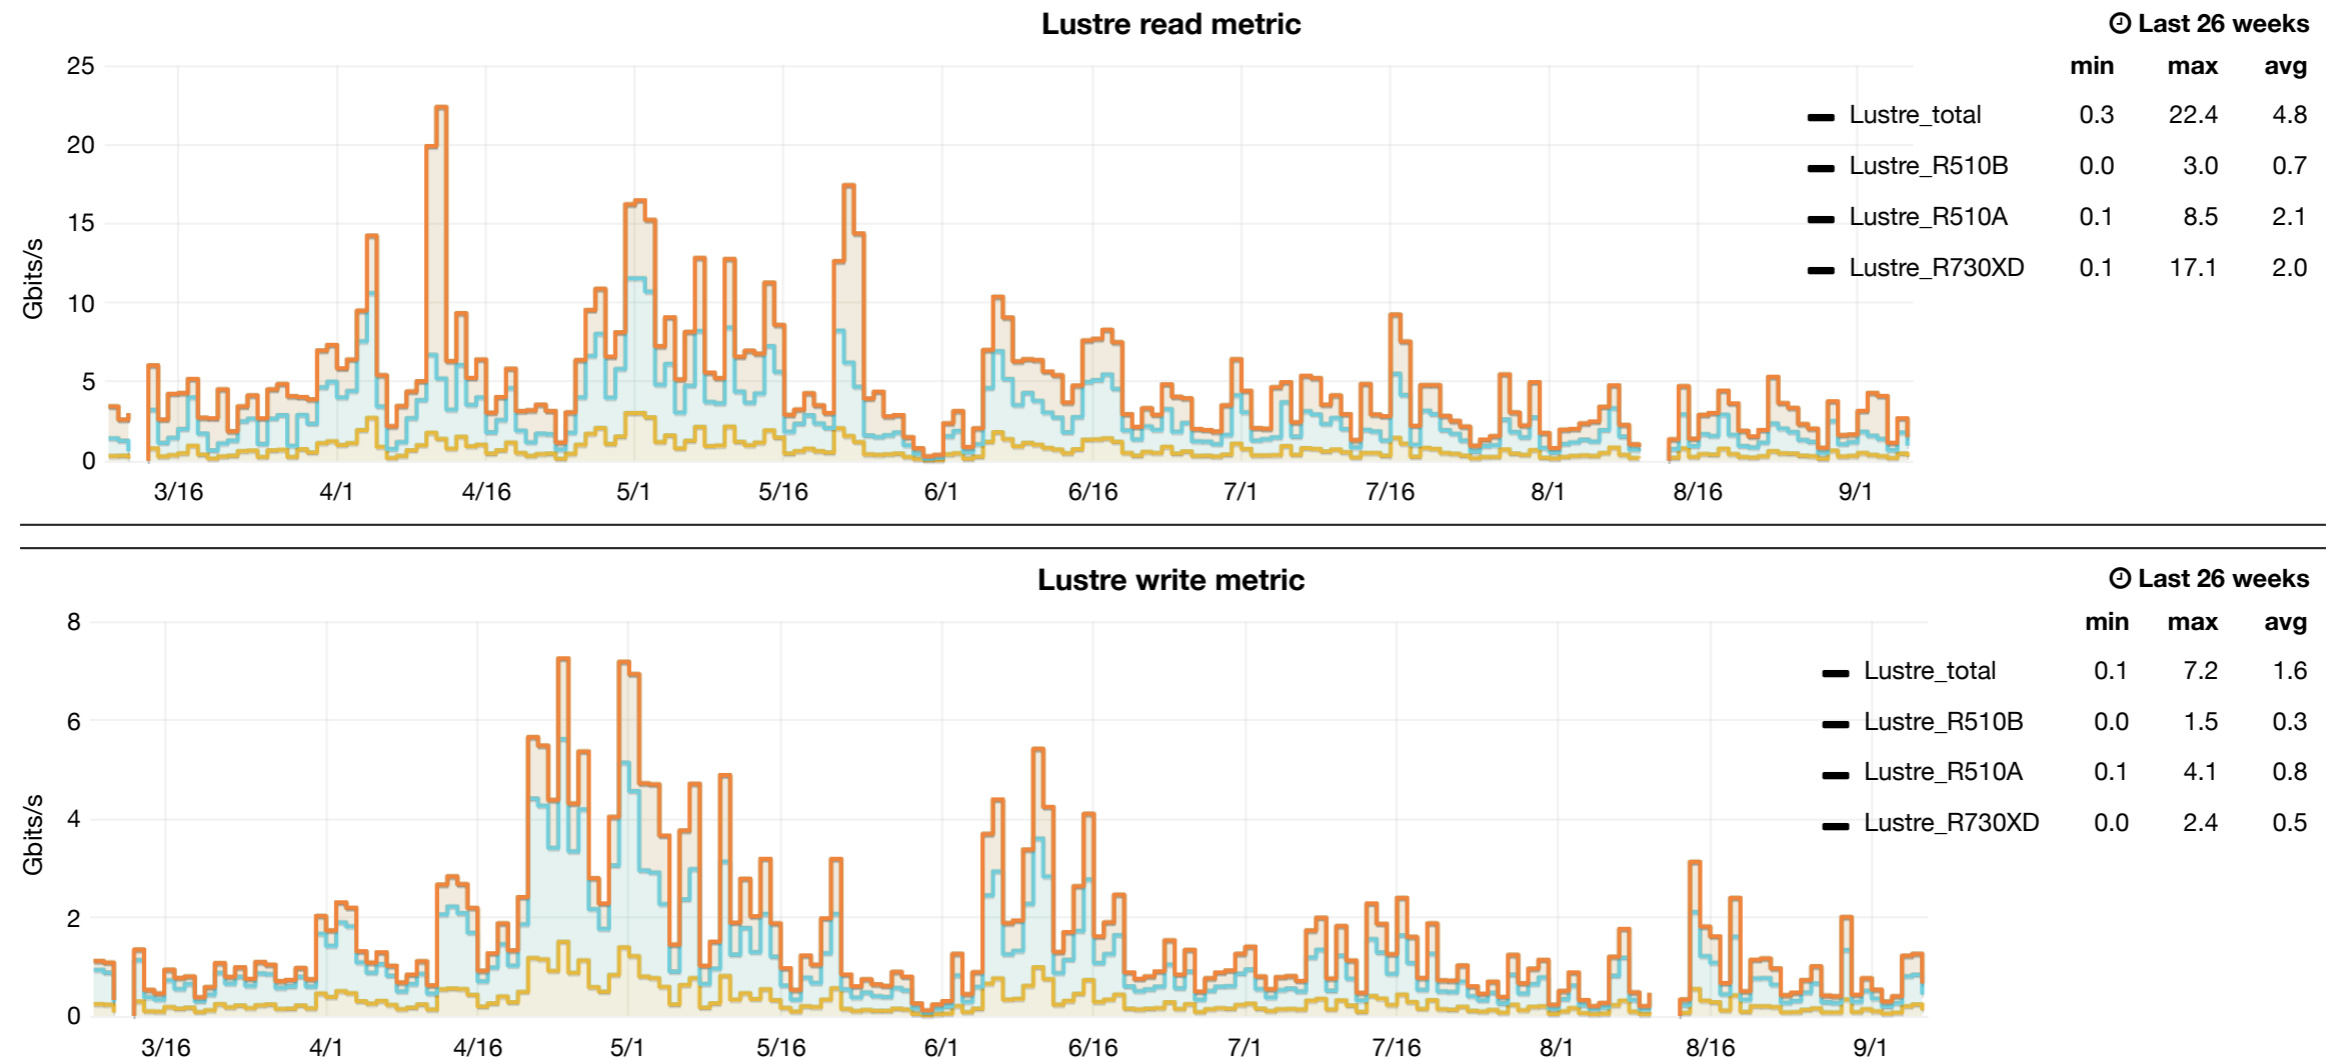 Lustre read metric
Last 26 weeks
min max avg
Lustre_total 0.3 22.4 4.8
Lustre_R510B 0.0 3.0 0.7
Lustre_R510A 0.1 8.5 2.1
Lustre_R730XD 0.1 17.1 2.0
Gbits/s
25
20
15
10
5
0
3/16 4/1 4/16 5/1 5/16 6/1 6/16 7/1 7/16 8/1 8/16 9/1
Lustre write metric
Last 26 weeks
min max avg
Lustre_total 0.1 7.2 1.6
Lustre_R510B 0.0 1.5 0.3
Lustre_R510A 0.1 4.1 0.8
Lustre_R730XD 0.0 2.4 0.5
Gbits/s
8
6
4
2
0
3/16 4/1 4/16 5/1 5/16 6/1 6/16 7/1 7/16 8/1 8/16 9/1